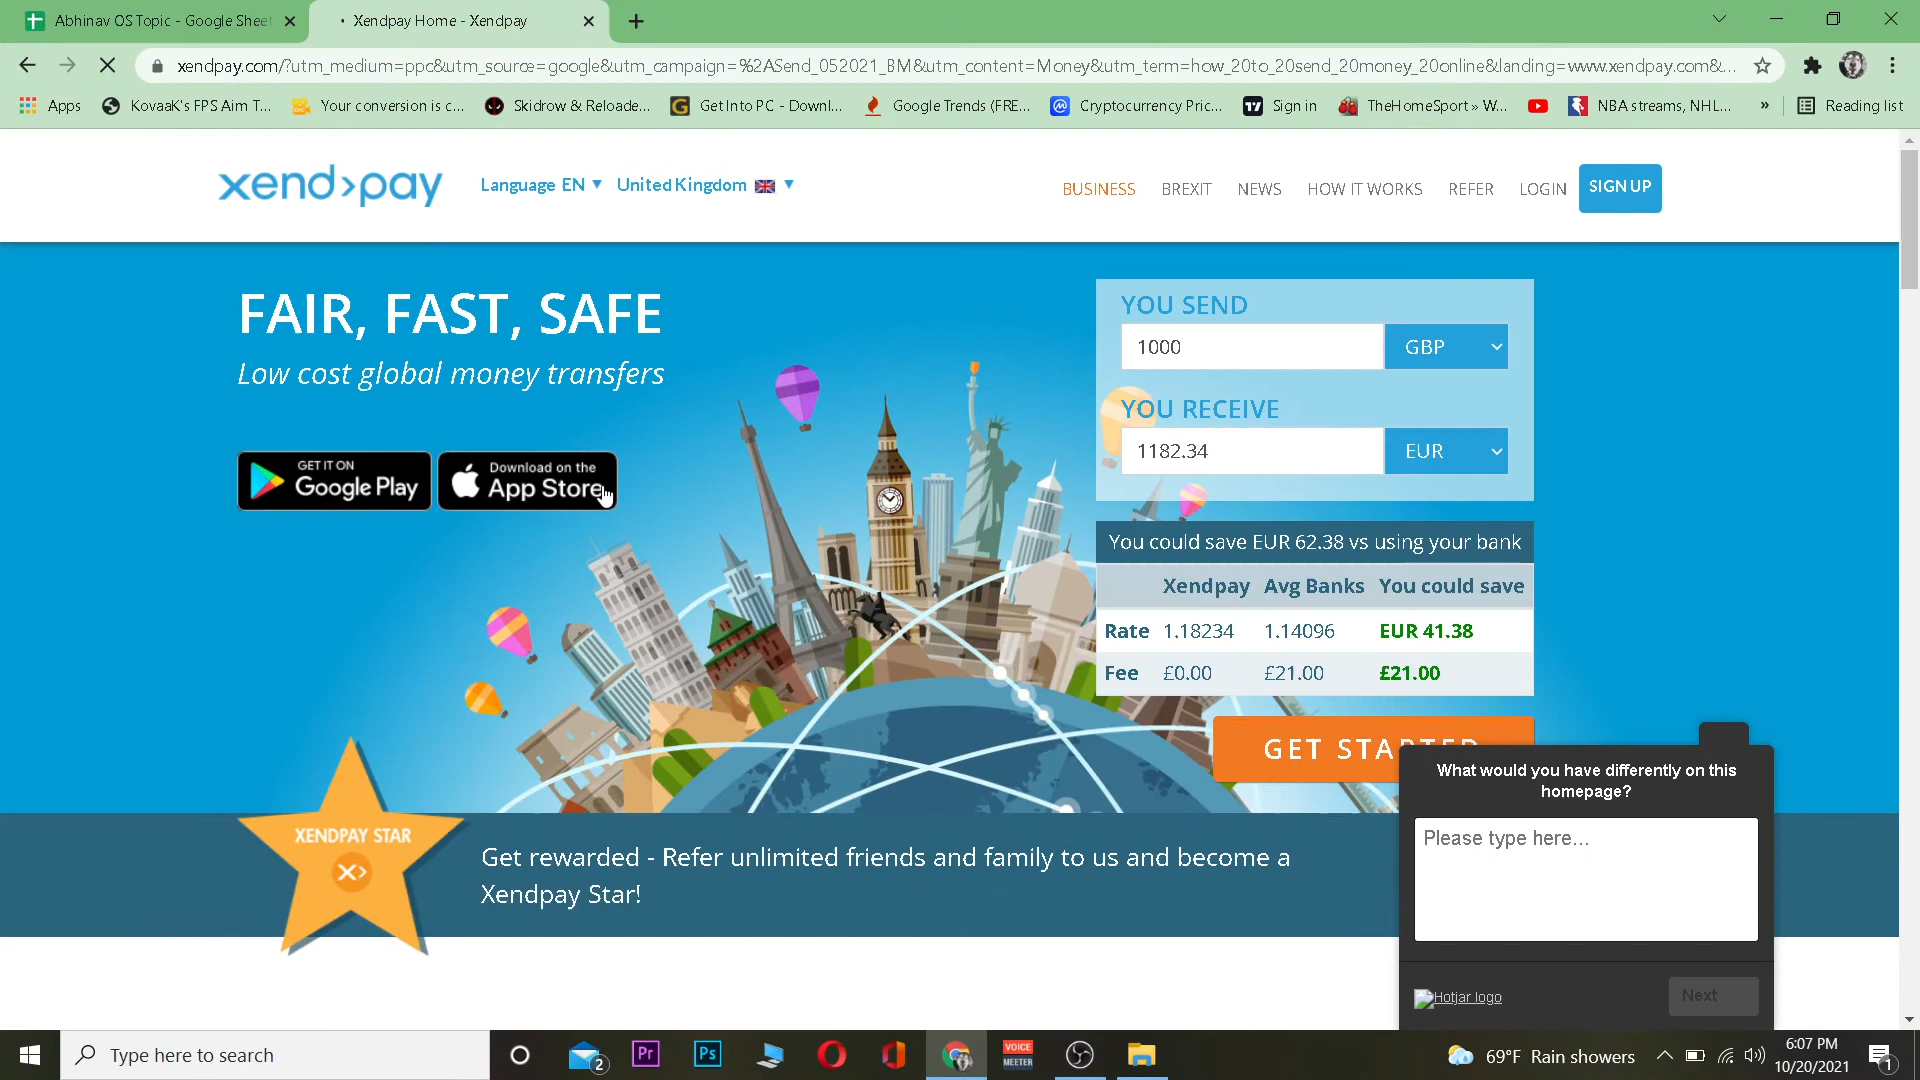 Abhinav OS Topic - Google Sheet
Xendpay Home - Xendpay
xendpay.com/?utm_medium=ppc&utm_source=google&utm_campaign=%2ASend_052021_BM&utm_content=Money&utm_term=how_20to_20send_20money_20online&landing=www.xendpay.com&...
Apps KovaaK's FPS Aim T... Your conversion is c... Skidrow & Reloade... Get Into PC - Downl... Google Trends (FRE... Cryptocurrency Pric... Sign in TheHomeSport » W... NBA streams, NHL... » Reading list
xend>pay Language EN United Kingdom BUSINESS BREXIT NEWS HOW IT WORKS REFER LOGIN SIGN UP
FAIR, FAST, SAFE
Low cost global money transfers
GET IT ON
Google Play
Download on the
App Store
YOU SEND
1000 GBP
YOU RECEIVE
1182.34 EUR
You could save EUR 62.38 vs using your bank
Xendpay Avg Banks You could save
Rate 1.18234 1.14096 EUR 41.38
Fee £0.00 £21.00 £21.00
GET STARTED
XENDPAY STAR
X>
Get rewarded - Refer unlimited friends and family to us and become a
Xendpay Star!
What would you have differently on this
homepage?
Please type here...
Hotjar logo
Next
Type here to search
2
Pr
Ps
VOICE
MEETER
69°F Rain showers
6:07 PM
10/20/2021
1